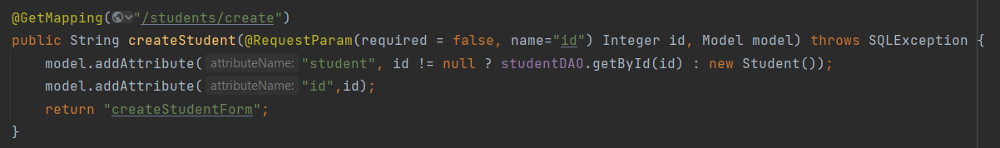 @GetMapping("/students/create")
public String createStudent(@RequestParam(required = false, name="id") Integer id, Model model) throws SQLException {
    model.addAttribute( attributeName: "student", id != null ? studentDAO.getById(id) : new Student());
    model.addAttribute( attributeName: "id",id);
    return "createStudentForm";
}